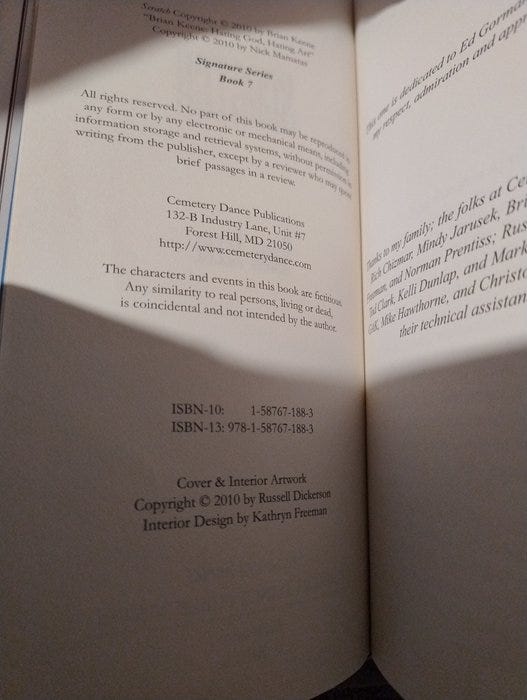 Scratch Copyright © 2010 by Brian Keene
"Brian Keene: Hating God, Hating Art"
Copyright © 2010 by Nick Mamatas
Signature Series
Book 7
All rights reserved. No part of this book may be reproduced in
any form or by any electronic or mechanical means, including
information storage and retrieval systems, without permission in
writing from the publisher, except by a reviewer who may quote
brief passages in a review.
Cemetery Dance Publications
132-B Industry Lane, Unit #7
Forest Hill, MD 21050
http://www.cemeterydance.com
The characters and events in this book are fictitious.
Any similarity to real persons, living or dead,
is coincidental and not intended by the author.
ISBN-10: 1-58767-188-3
ISBN-13: 978-1-58767-188-3
Cover & Interior Artwork
Copyright © 2010 by Russell Dickerson
Interior Design by Kathryn Freeman
This one is dedicated to Ed Gorman
my respect, admiration and
Thanks to my family; the folks at
Rich Chizmar, Mindy Jarusek, Bri
Freeman, and Norman Prentiss; Rus
Tod Clark, Kelli Dunlap, and Mark
GAK, Mike Hawthorne, and Christo
their technical assistan